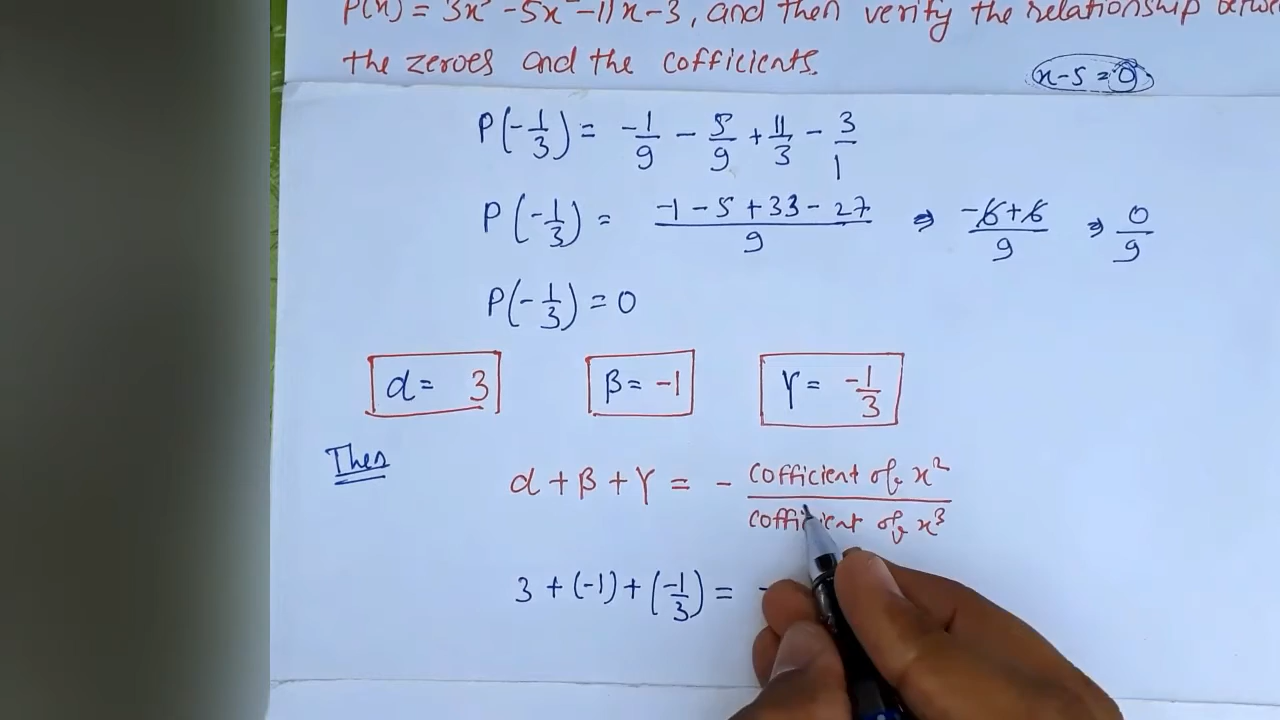 P(x) = 3x³ - 5x² - 11x - 3, and then verify the relationship
the zeroes and the cofficients.
x - 5 = 0
P(-1/3) = -1/9 - 5/9 + 11/3 - 3/1
P(-1/3) = -1 - 5 + 33 - 27/9 ⇒ -6+6/9 ⇒ 0/9
P(-1/3) = 0
α = 3 β = -1 γ = -1/3
Then
α + β + γ = - cofficient of x²/cofficient of x³
3 + (-1) + (-1/3) = -